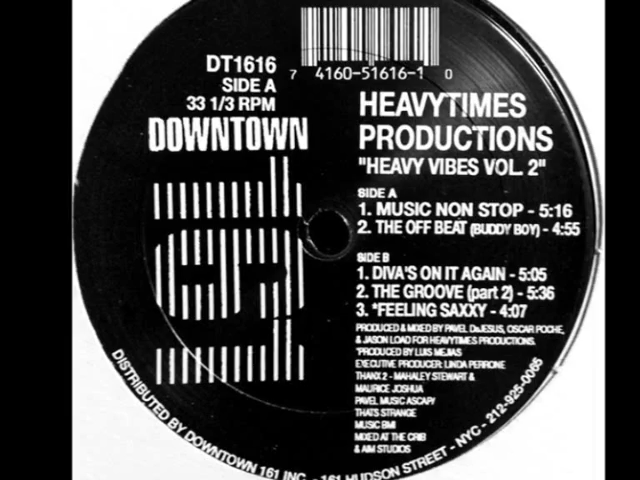 DT1616
SIDE A
33 1/3 RPM
DOWNTOWN
161
7 4160-51616-1 0
HEAVYTIMES
PRODUCTIONS
"HEAVY VIBES VOL. 2"
SIDE A
1. MUSIC NON STOP - 5:16
2. THE OFF BEAT (BUDDY BOY) - 4:55
SIDE B
1. DIVA'S ON IT AGAIN - 5:05
2. THE GROOVE (part 2) - 5:36
3. *FEELING SAXXY - 4:07
PRODUCED & MIXED BY PAVEL DeJESUS, OSCAR POCHE,
& JASON LOAD FOR HEAVYTIMES PRODUCTIONS.
*PRODUCED BY LUIS MEJIAS
EXECUTIVE PRODUCER: LINDA PERRONE
THANX 2 - MAHALEY STEWART &
MAURICE JOSHUA
PAVEL MUSIC ASCAP/
THATS STRANGE
MUSIC BMI
MIXED AT THE CRIB
& AIM STUDIOS
DISTRIBUTED BY DOWNTOWN 161 INC. - 161 HUDSON STREET - NYC - 212-925-0065